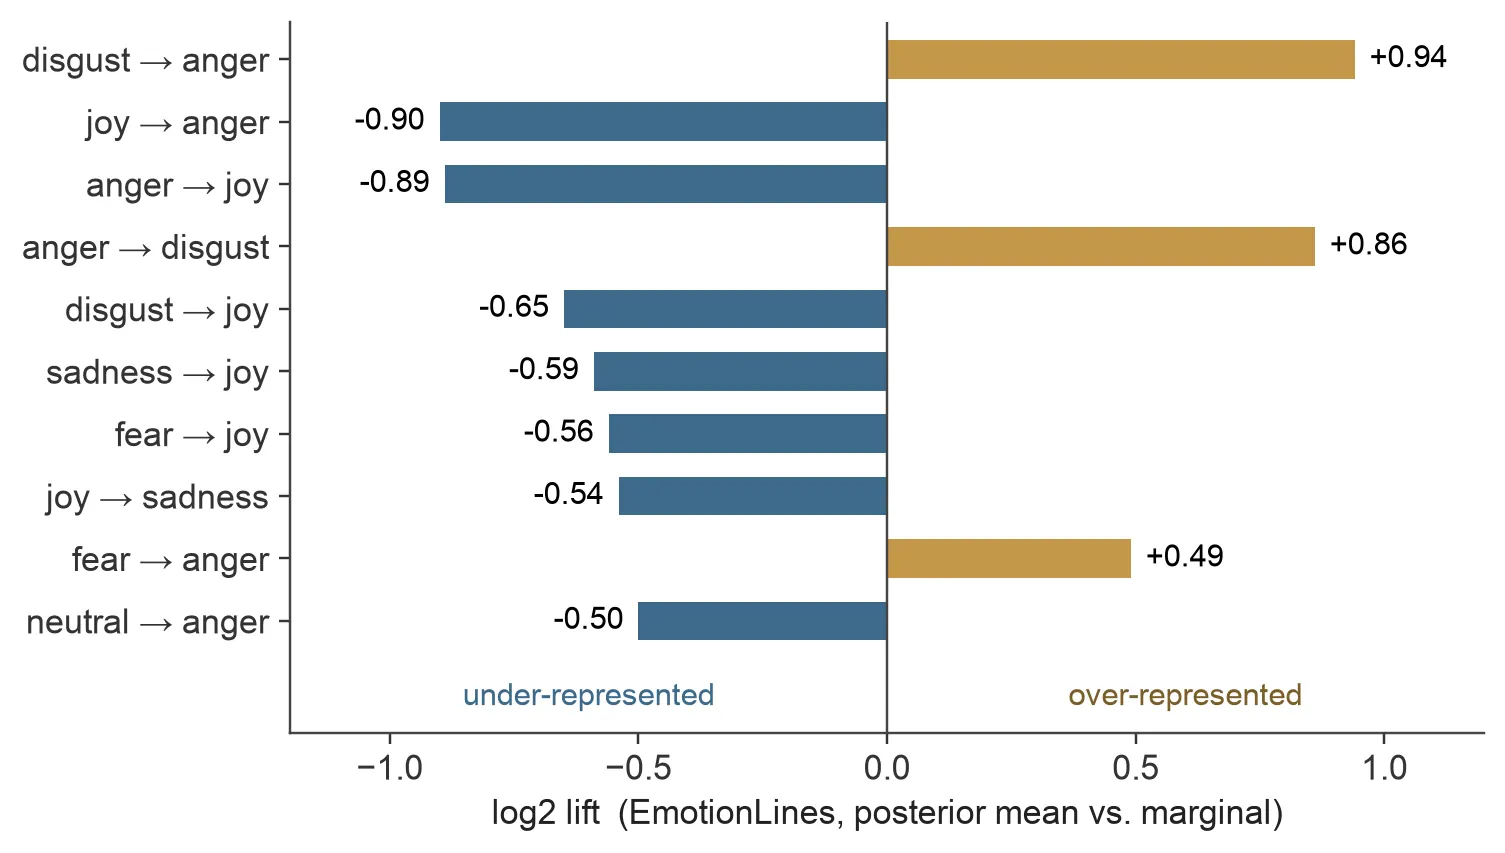 disgust → anger +0.94
joy → anger -0.90
anger → joy -0.89
anger → disgust +0.86
disgust → joy -0.65
sadness → joy -0.59
fear → joy -0.56
joy → sadness -0.54
fear → anger +0.49
neutral → anger -0.50
under-represented over-represented
−1.0 −0.5 0.0 0.5 1.0
log2 lift (EmotionLines, posterior mean vs. marginal)